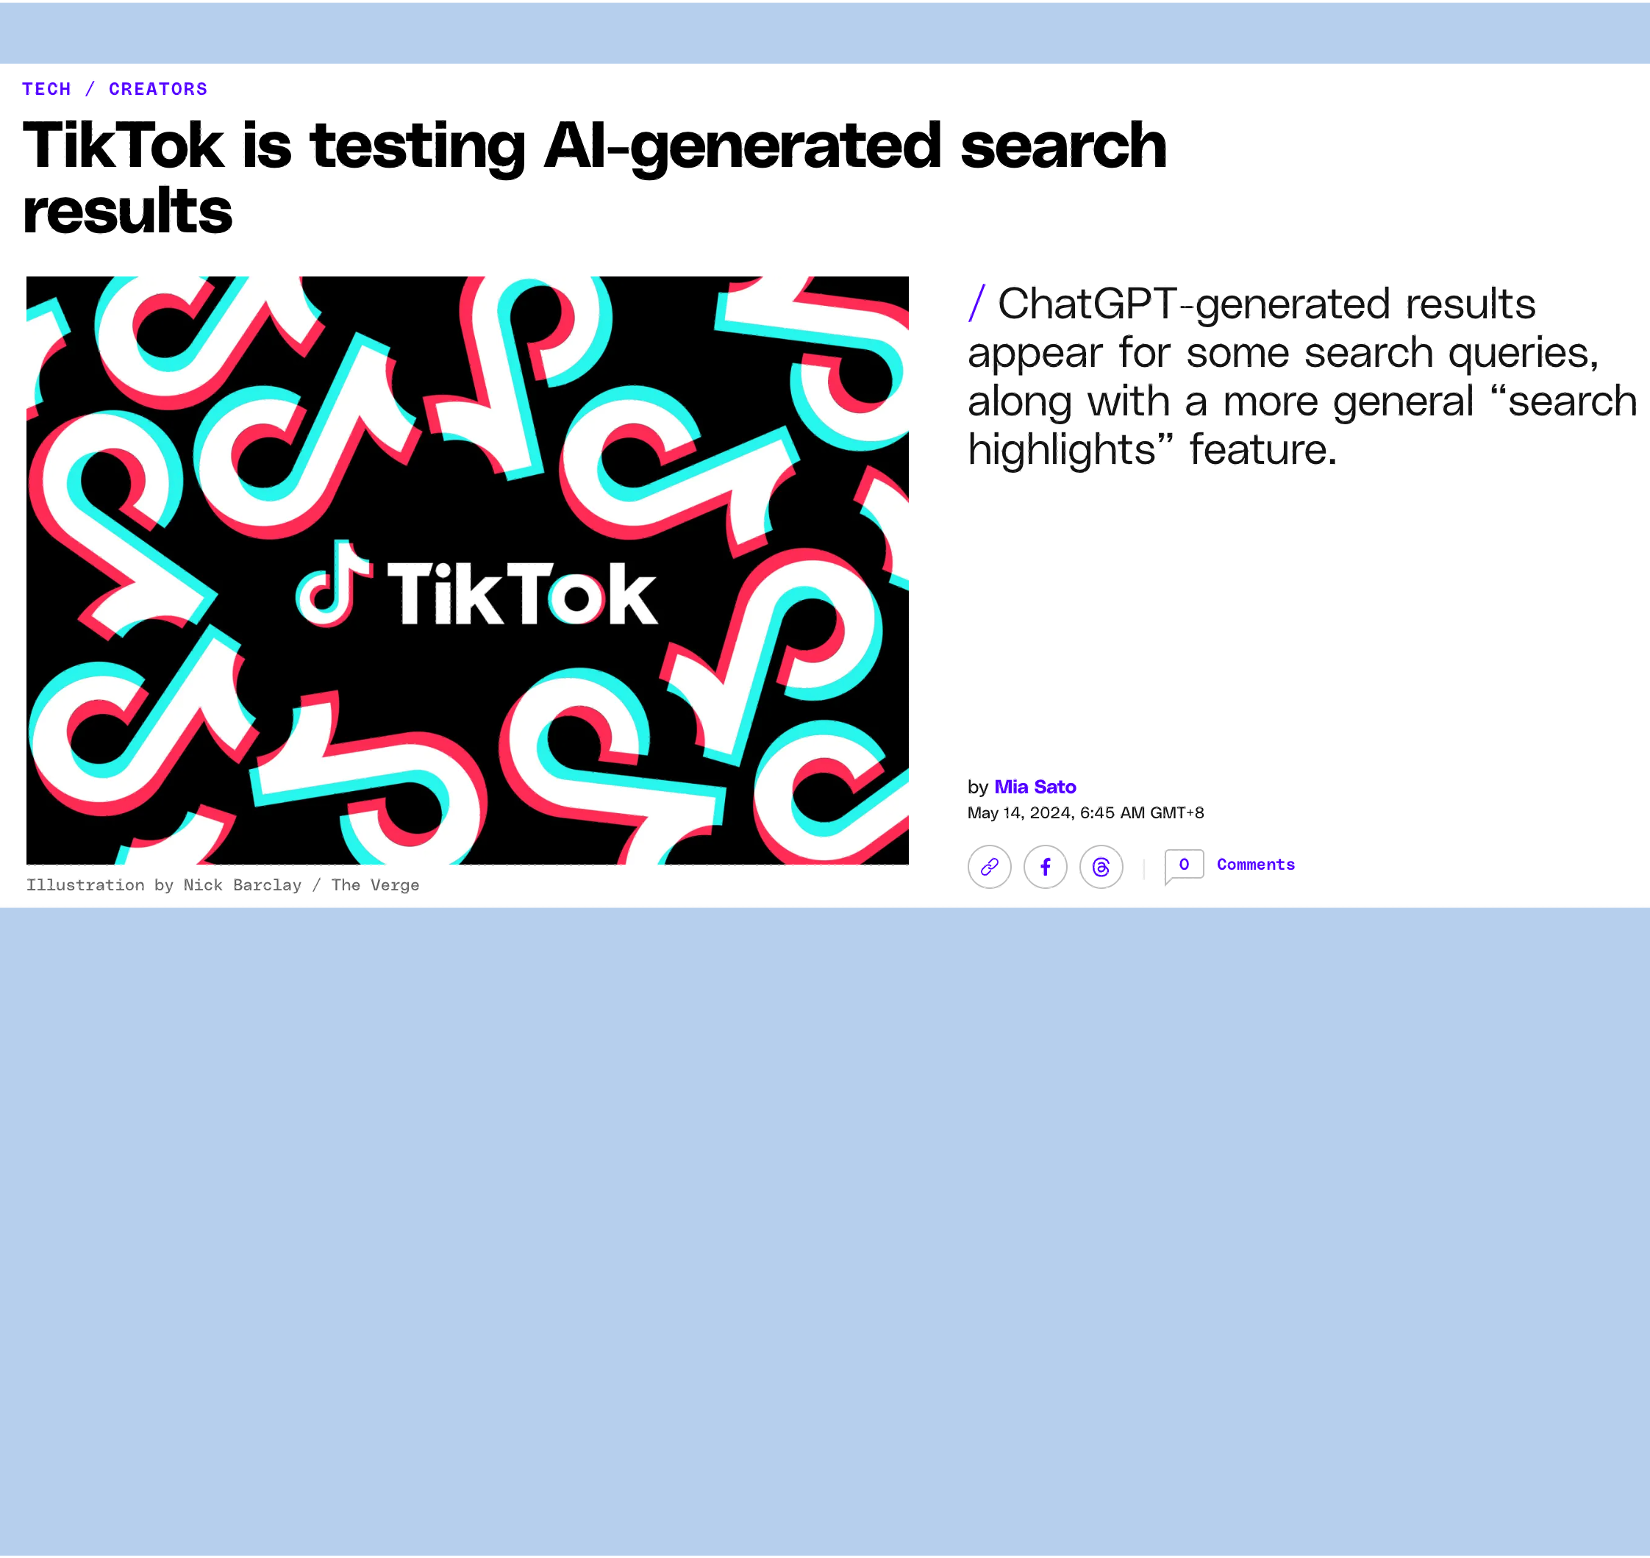 TECH / CREATORS
TikTok is testing AI-generated search
results
TikTok
/ ChatGPT-generated results
appear for some search queries,
along with a more general “search
highlights” feature.
by Mia Sato
May 14, 2024, 6:45 AM GMT+8
0 Comments
Illustration by Nick Barclay / The Verge